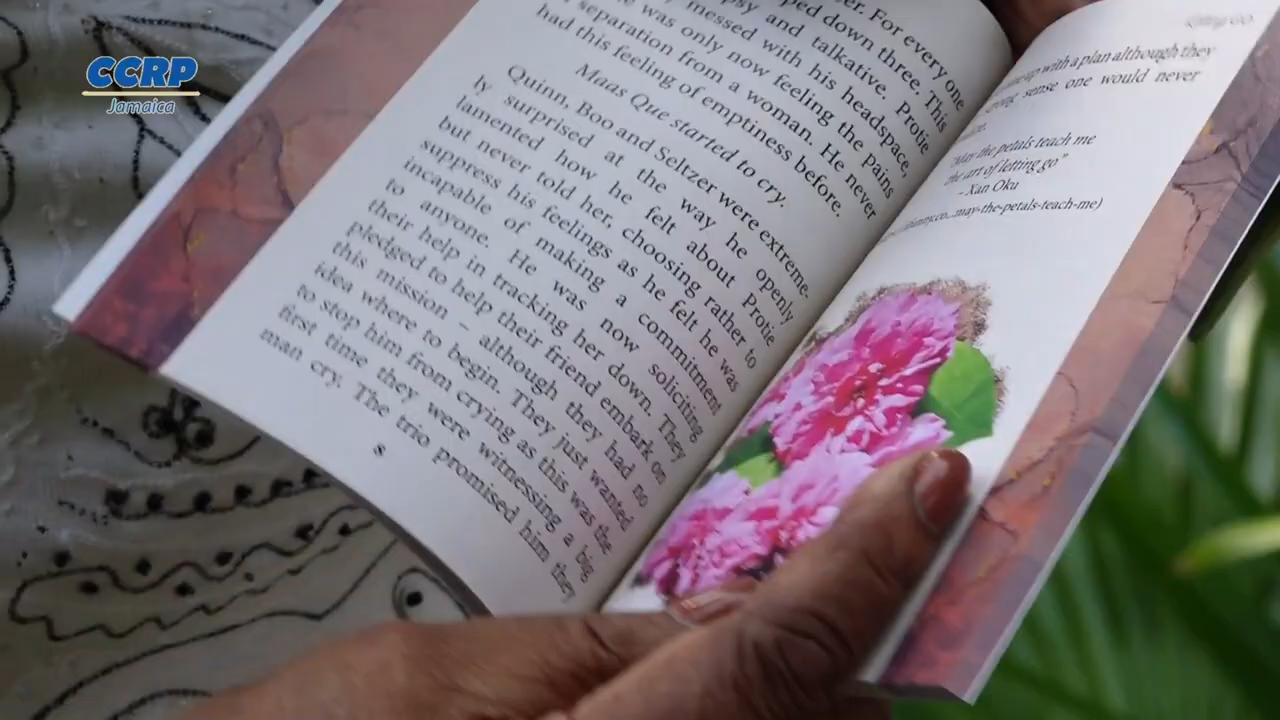 CCRP
Jamaica
er. For every one
ped down three. This
psy and talkative. Protie
messed with his headspace,
e was only now feeling the pains
separation from a woman. He never
had this feeling of emptiness before.
Maas Que started to cry.
Quinn, Boo and Seltzer were extreme-
ly surprised at the way he openly
lamented how he felt about Protie
but never told her, choosing rather to
suppress his feelings as he felt he was
incapable of making a commitment
to anyone. He was now soliciting
their help in tracking her down. They
pledged to help their friend embark on
this mission – although they had no
idea where to begin. They just wanted
to stop him from crying as this was the
first time they were witnessing a big
man cry. The trio promised him they
8
up with a plan although they
sense one would never
"May the petals teach me
the art of letting go"
- Xan Oku
may-the-petals-teach-me)